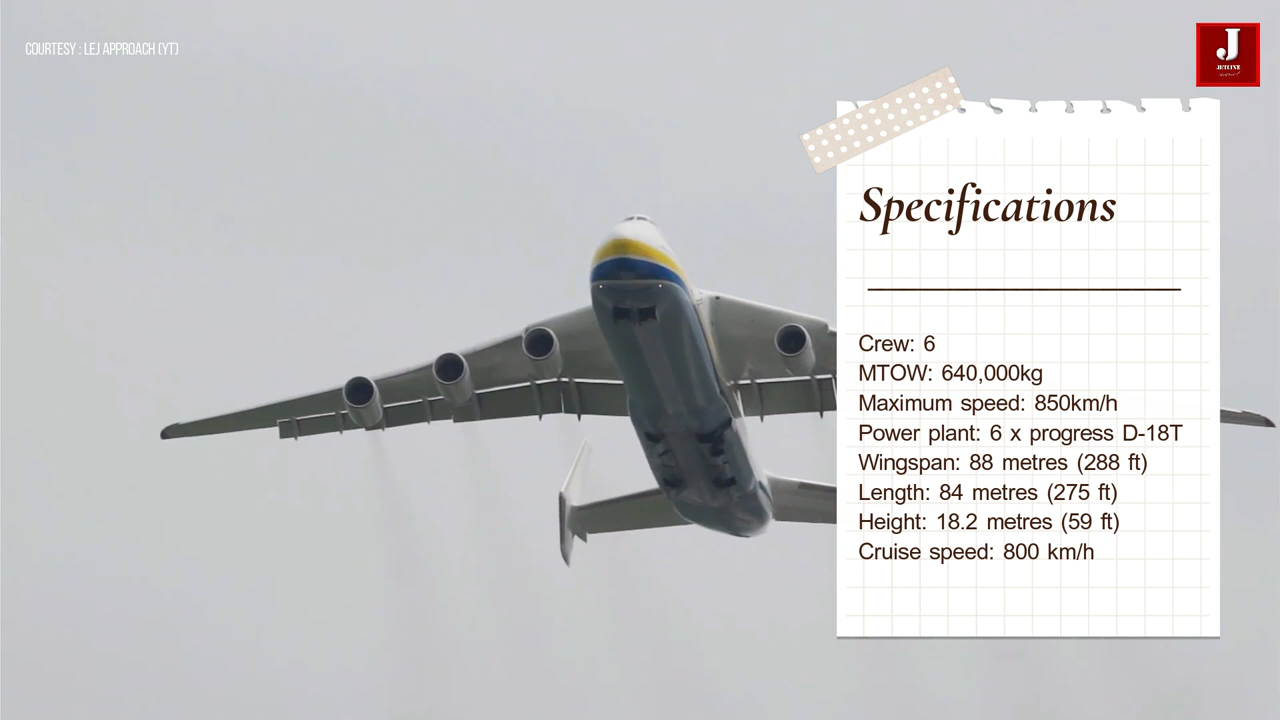 COURTESY : LEJ APPROACH (YT)
J
JETLINE
Specifications
Crew: 6
MTOW: 640,000kg
Maximum speed: 850km/h
Power plant: 6 x progress D-18T
Wingspan: 88 metres (288 ft)
Length: 84 metres (275 ft)
Height: 18.2 metres (59 ft)
Cruise speed: 800 km/h